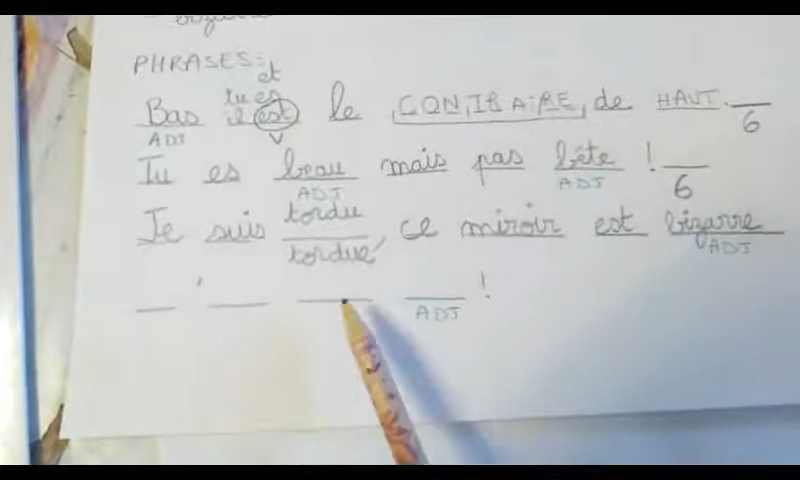 PHRASES:
et
tu es
Bas il est le CONTRAIRE de HAUT. 6
ADJ V
Tu es beau mais pas bête ! 6
ADJ ADJ
tordu
Je suis ce miroir est bizarre
tordue ADJ
' !
ADJ